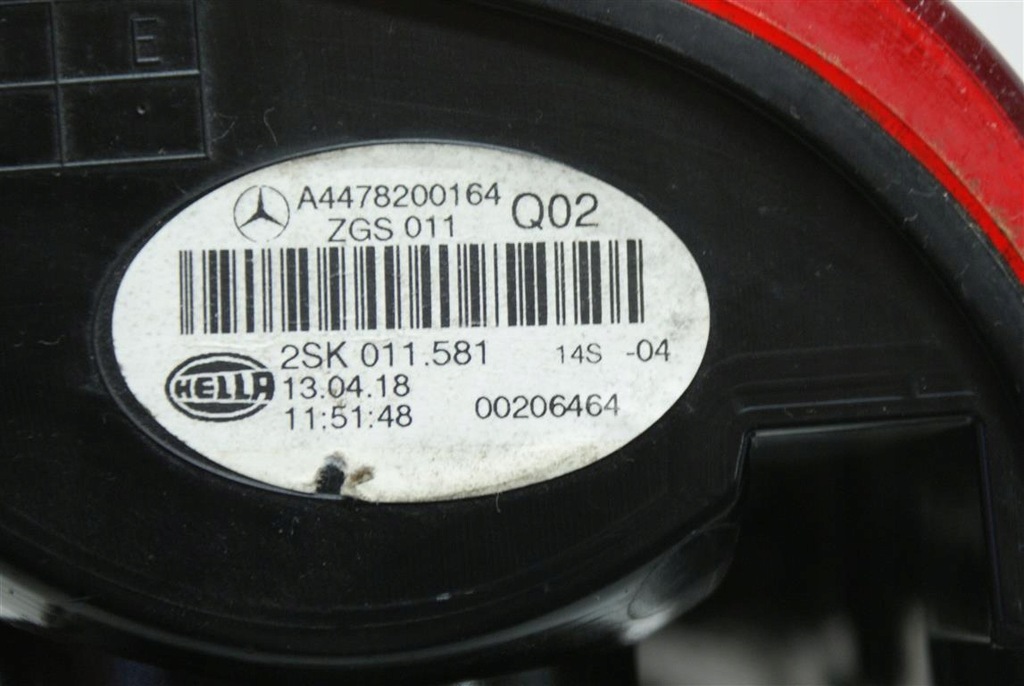 E
A4478200164 Q02
ZGS 011
2SK 011.581 14S -04
HELLA 13.04.18
11:51:48 00206464